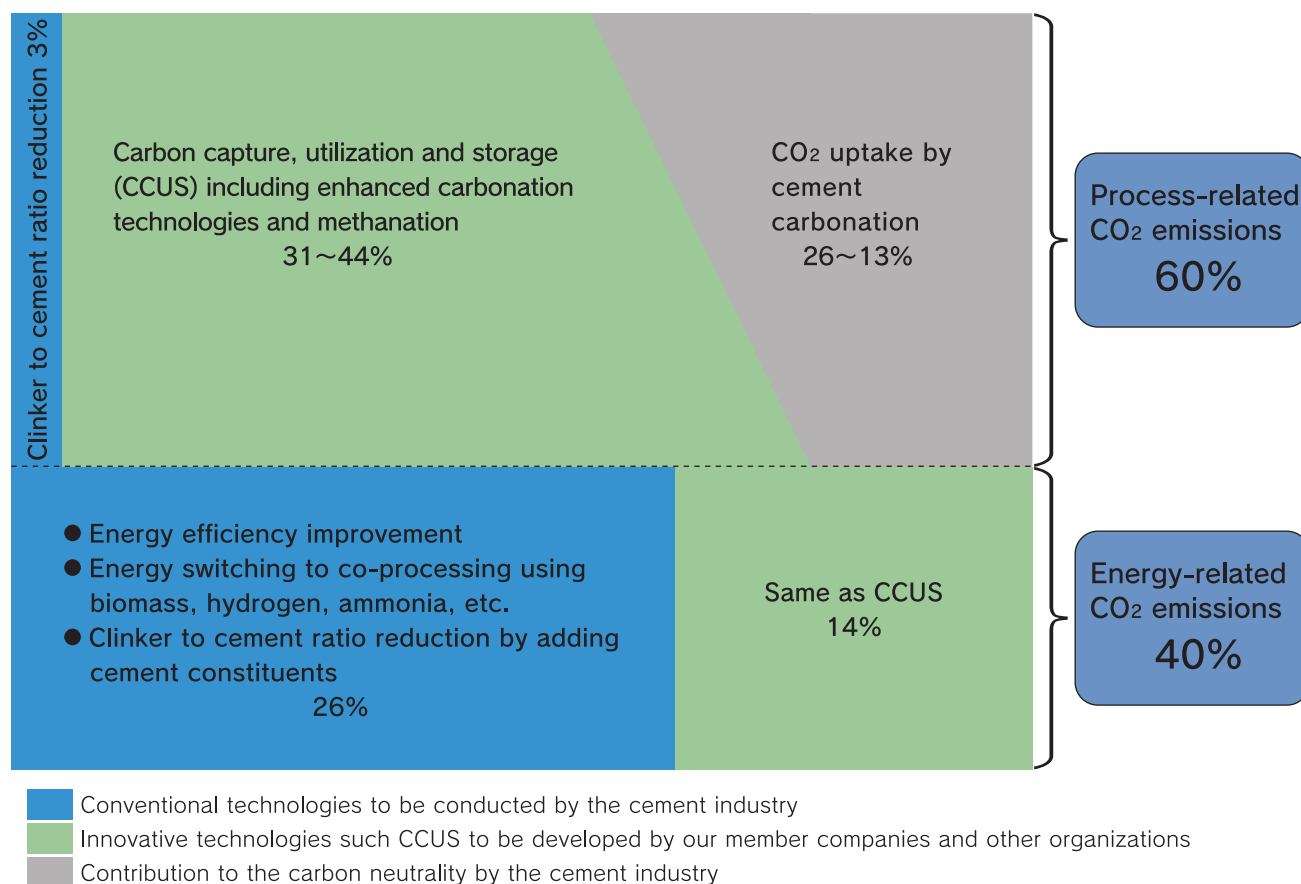 Clinker to cement ratio reduction 3%
Carbon capture, utilization and storage
(CCUS) including enhanced carbonation
technologies and methanation
31～44%
CO2 uptake by
cement
carbonation
26～13%
Process-related
CO2 emissions
60%
● Energy efficiency improvement
● Energy switching to co-processing using
biomass, hydrogen, ammonia, etc.
● Clinker to cement ratio reduction by adding
cement constituents
26%
Same as CCUS
14%
Energy-related
CO2 emissions
40%
Conventional technologies to be conducted by the cement industry
Innovative technologies such CCUS to be developed by our member companies and other organizations
Contribution to the carbon neutrality by the cement industry